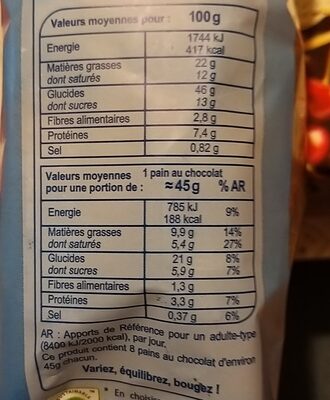 Valeurs moyennes pour : 100 g
Energie 1744 kJ
417 kcal
Matières grasses 22 g
dont saturés 12 g
Glucides 46 g
dont sucres 13 g
Fibres alimentaires 2,8 g
Protéines 7,4 g
Sel 0,82 g
Valeurs moyennes 1 pain au chocolat
pour une portion de : ≈45 g % AR
Energie 785 kJ 9%
188 kcal
Matières grasses 9,9 g 14%
dont saturés 5,4 g 27%
Glucides 21 g 8%
dont sucres 5,9 g 7%
Fibres alimentaires 1,3 g
Protéines 3,3 g 7%
Sel 0,37 g 6%
AR : Apports de Référence pour un adulte-type
(8400 kJ/2000 kcal), par jour.
Ce produit contient 8 pains au chocolat d'environ
45g chacun.
Variez, équilibrez, bougez !
* En choisis